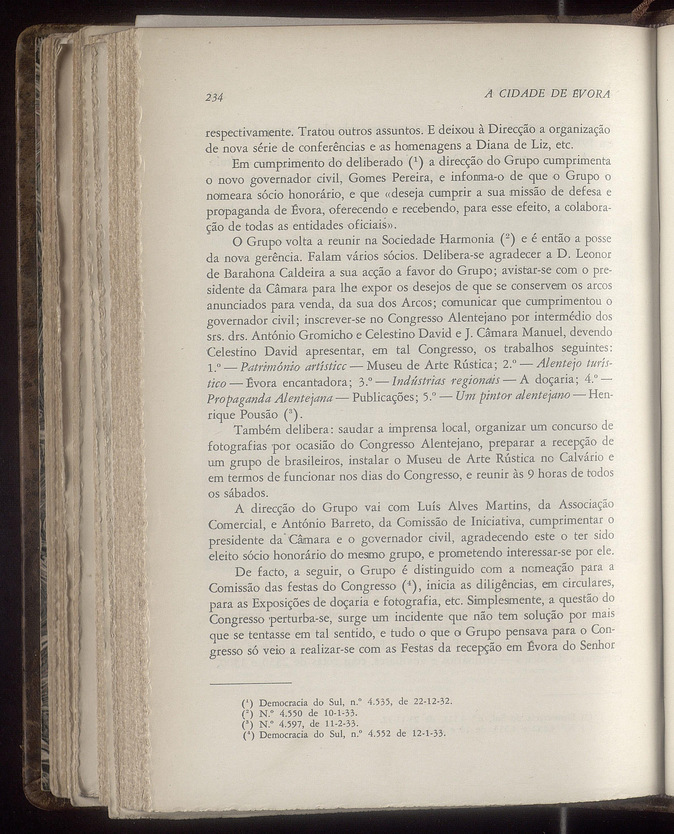 234
A CIDADE DE ÉVORA
respectivamente. Tratou outros assuntos. E deixou à Direcção a organização
de nova série de conferências e as homenagens a Diana de Liz, etc.
Em cumprimento do deliberado (¹) a direcção do Grupo cumprimenta
o novo governador civil, Gomes Pereira, e informa-o de que o Grupo o
nomeara sócio honorário, e que «deseja cumprir a sua missão de defesa e
propaganda de Évora, oferecendo e recebendo, para esse efeito, a colabora-
ção de todas as entidades oficiais».
O Grupo volta a reunir na Sociedade Harmonia (²) e é então a posse
da nova gerência. Falam vários sócios. Delibera-se agradecer a D. Leonor
de Barahona Caldeira a sua acção a favor do Grupo; avistar-se com o pre-
sidente da Câmara para lhe expor os desejos de que se conservem os arcos
anunciados para venda, da sua dos Arcos; comunicar que cumprimentou o
governador civil; inscrever-se no Congresso Alentejano por intermédio dos
srs. drs. António Gromicho e Celestino David e J. Câmara Manuel, devendo
Celestino David apresentar, em tal Congresso, os trabalhos seguintes:
1.º — Património artísticc — Museu de Arte Rústica; 2.º — Alentejo turís-
tico — Évora encantadora; 3.º — Indústrias regionais — A doçaria; 4.º —
Propaganda Alentejana — Publicações; 5.º — Um pintor alentejano — Hen-
rique Pousão (³).
Também delibera: saudar a imprensa local, organizar um concurso de
fotografias por ocasião do Congresso Alentejano, preparar a recepção de
um grupo de brasileiros, instalar o Museu de Arte Rústica no Calvário e
em termos de funcionar nos dias do Congresso, e reunir às 9 horas de todos
os sábados.
A direcção do Grupo vai com Luís Alves Martins, da Associação
Comercial, e António Barreto, da Comissão de Iniciativa, cumprimentar o
presidente da Câmara e o governador civil, agradecendo este o ter sido
eleito sócio honorário do mesmo grupo, e prometendo interessar-se por ele.
De facto, a seguir, o Grupo é distinguido com a nomeação para a
Comissão das festas do Congresso (⁴), inicia as diligências, em circulares,
para as Exposições de doçaria e fotografia, etc. Simplesmente, a questão do
Congresso perturba-se, surge um incidente que não tem solução por mais
que se tentasse em tal sentido, e tudo o que o Grupo pensava para o Con-
gresso só veio a realizar-se com as Festas da recepção em Évora do Senhor
(¹) Democracia do Sul, n.º 4.535, de 22-12-32.
(²) N.º 4.550 de 10-1-33.
(³) N.º 4.597, de 11-2-33.
(⁴) Democracia do Sul, n.º 4.552 de 12-1-33.